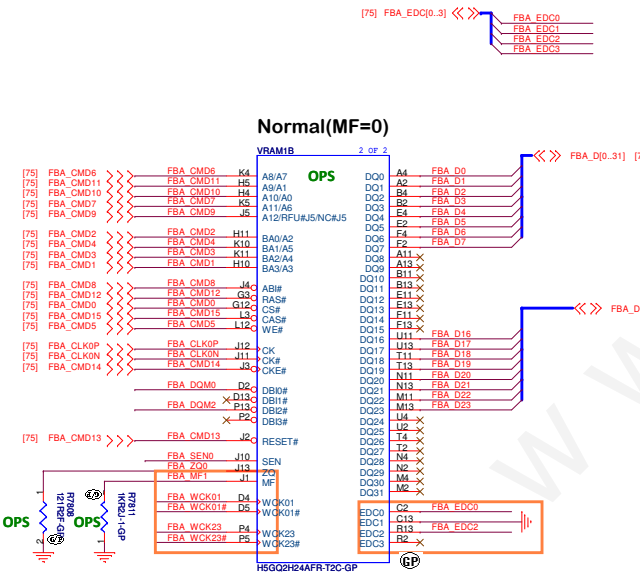 [75] FBA_EDC[0..3]
FBA_EDC0
FBA_EDC1
FBA_EDC2
FBA_EDC3
Normal(MF=0)
VRAM1B 2 OF 2
OPS
FBA_D[0..31]
[75] FBA_CMD6 FBA_CMD6 K4 A8/A7 DQ0 A4 FBA_D0
[75] FBA_CMD11 FBA_CMD11 H5 A9/A1 DQ1 A2 FBA_D1
[75] FBA_CMD10 FBA_CMD10 H4 A10/A0 DQ2 B4 FBA_D2
[75] FBA_CMD7 FBA_CMD7 K5 A11/A6 DQ3 B2 FBA_D3
[75] FBA_CMD9 FBA_CMD9 J5 A12/RFU#J5/NC#J5 DQ4 E4 FBA_D4
DQ5 E2 FBA_D5
[75] FBA_CMD2 FBA_CMD2 H11 BA0/A2 DQ6 F4 FBA_D6
[75] FBA_CMD4 FBA_CMD4 K10 BA1/A5 DQ7 F2 FBA_D7
[75] FBA_CMD3 FBA_CMD3 K11 BA2/A4 DQ8 A11
[75] FBA_CMD1 FBA_CMD1 H10 BA3/A3 DQ9 A13
DQ10 B11
[75] FBA_CMD8 FBA_CMD8 J4 ABI# DQ11 B13
[75] FBA_CMD12 FBA_CMD12 G3 RAS# DQ12 E11
[75] FBA_CMD0 FBA_CMD0 G12 CS# DQ13 E13
[75] FBA_CMD15 FBA_CMD15 L3 CAS# DQ14 F11
[75] FBA_CMD5 FBA_CMD5 L12 WE# DQ15 F13
FBA_D
DQ16 U11 FBA_D16
[75] FBA_CLK0P FBA_CLK0P J12 CK DQ17 U13 FBA_D17
[75] FBA_CLK0N FBA_CLK0N J11 CK# DQ18 T11 FBA_D18
[75] FBA_CMD14 FBA_CMD14 J3 CKE# DQ19 T13 FBA_D19
DQ20 N11 FBA_D20
FBA_DQM0 D2 DBI0# DQ21 N13 FBA_D21
D13 DBI1# DQ22 M11 FBA_D22
FBA_DQM2 P13 DBI2# DQ23 M13 FBA_D23
P2 DBI3# DQ24 U4
DQ25 U2
[75] FBA_CMD13 FBA_CMD13 J2 RESET# DQ26 T4
DQ27 T2
FBA_SEN0 J10 SEN DQ28 N4
FBA_ZQ0 J13 ZQ DQ29 N2
FBA_MF1 J1 MF DQ30 M4
DQ31 M2
FBA_WCK01 D4 WCK01 EDC0 C2 FBA_EDC0
FBA_WCK01# D5 WCK01# EDC1 C13
FBA_WCK23 P4 WCK23 EDC2 R13 FBA_EDC2
FBA_WCK23# P5 WCK23# EDC3 R2
OPS
1
2
R7808
121R2F-GP
OPS
R7811
1KR2J-1-GP
H5GQ2H24AFR-T2C-GP
GP